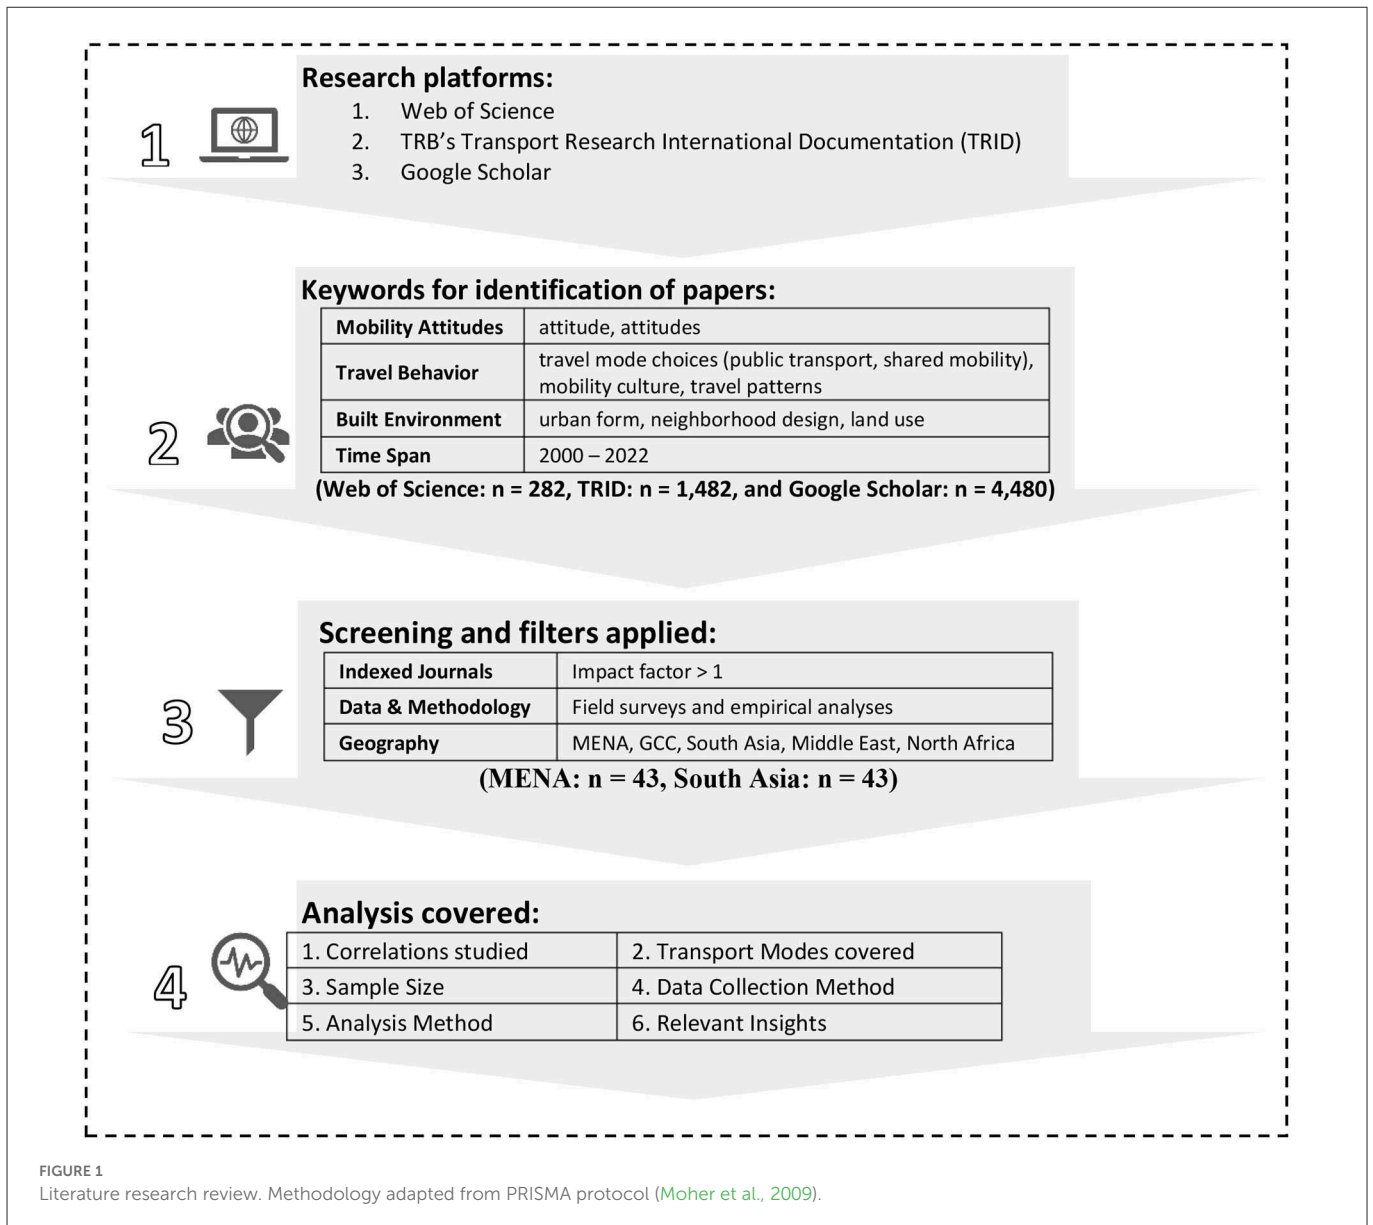 Research platforms:
1. Web of Science
1
2. TRB's Transport Research International Documentation (TRID)
3. Google Scholar
Keywords for identification of papers:
Mobility Attitudes attitude, attitudes
Travel Behavior travel mode choices (public transport, shared mobility),
mobility culture, travel patterns
Built Environment urban form, neighborhood design, land use
2
Time Span 2000 – 2022
(Web of Science: n = 282, TRID: n = 1,482, and Google Scholar: n = 4,480)
Screening and filters applied:
Indexed Journals Impact factor > 1
Data & Methodology Field surveys and empirical analyses
3
Geography MENA, GCC, South Asia, Middle East, North Africa
(MENA: n = 43, South Asia: n = 43)
Analysis covered:
1. Correlations studied 2. Transport Modes covered
4
3. Sample Size 4. Data Collection Method
5. Analysis Method 6. Relevant Insights
FIGURE 1
Literature research review. Methodology adapted from PRISMA protocol (Moher et al., 2009).